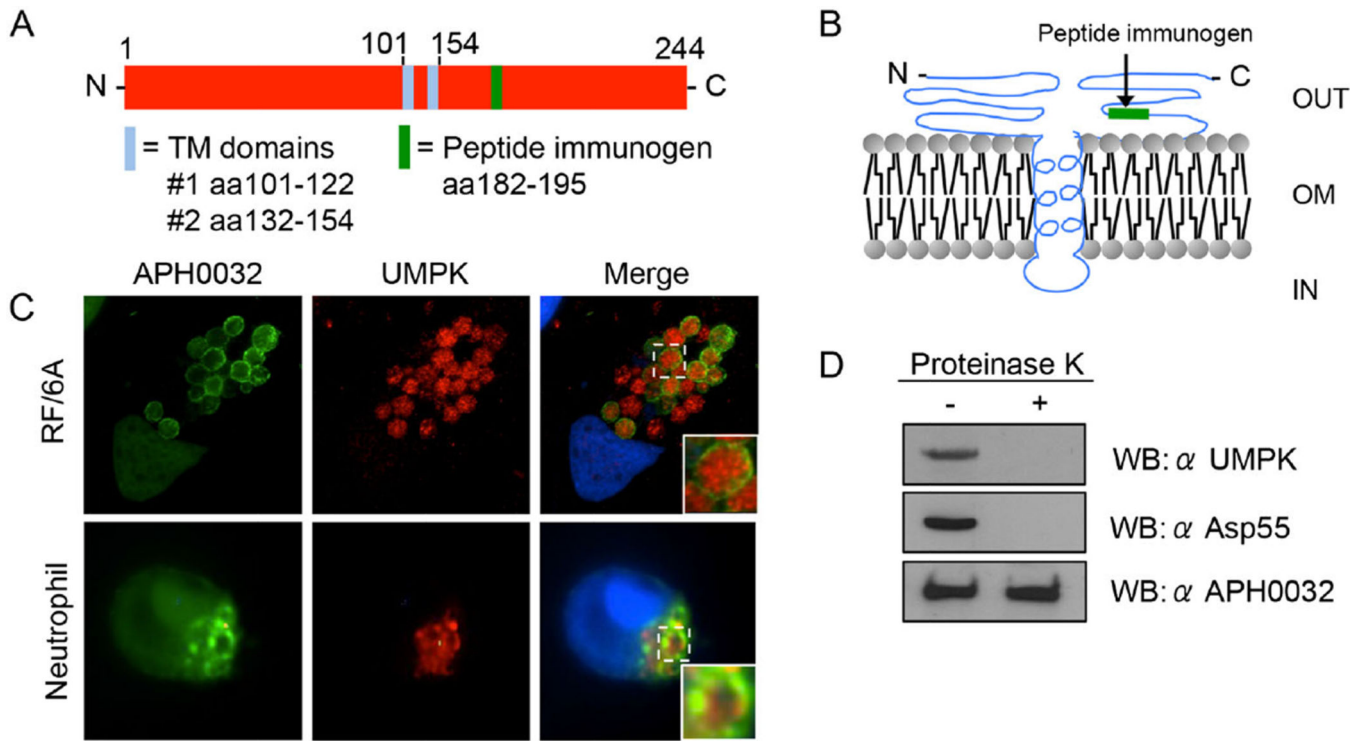 A
1
101
154
244
N
C
= TM domains
#1 aa101-122
#2 aa132-154
= Peptide immunogen
aa182-195
B
Peptide immunogen
N
C
OUT
OM
IN
C
APH0032
UMPK
Merge
RF/6A
Neutrophil
D
Proteinase K
- +
WB: α UMPK
WB: α Asp55
WB: α APH0032